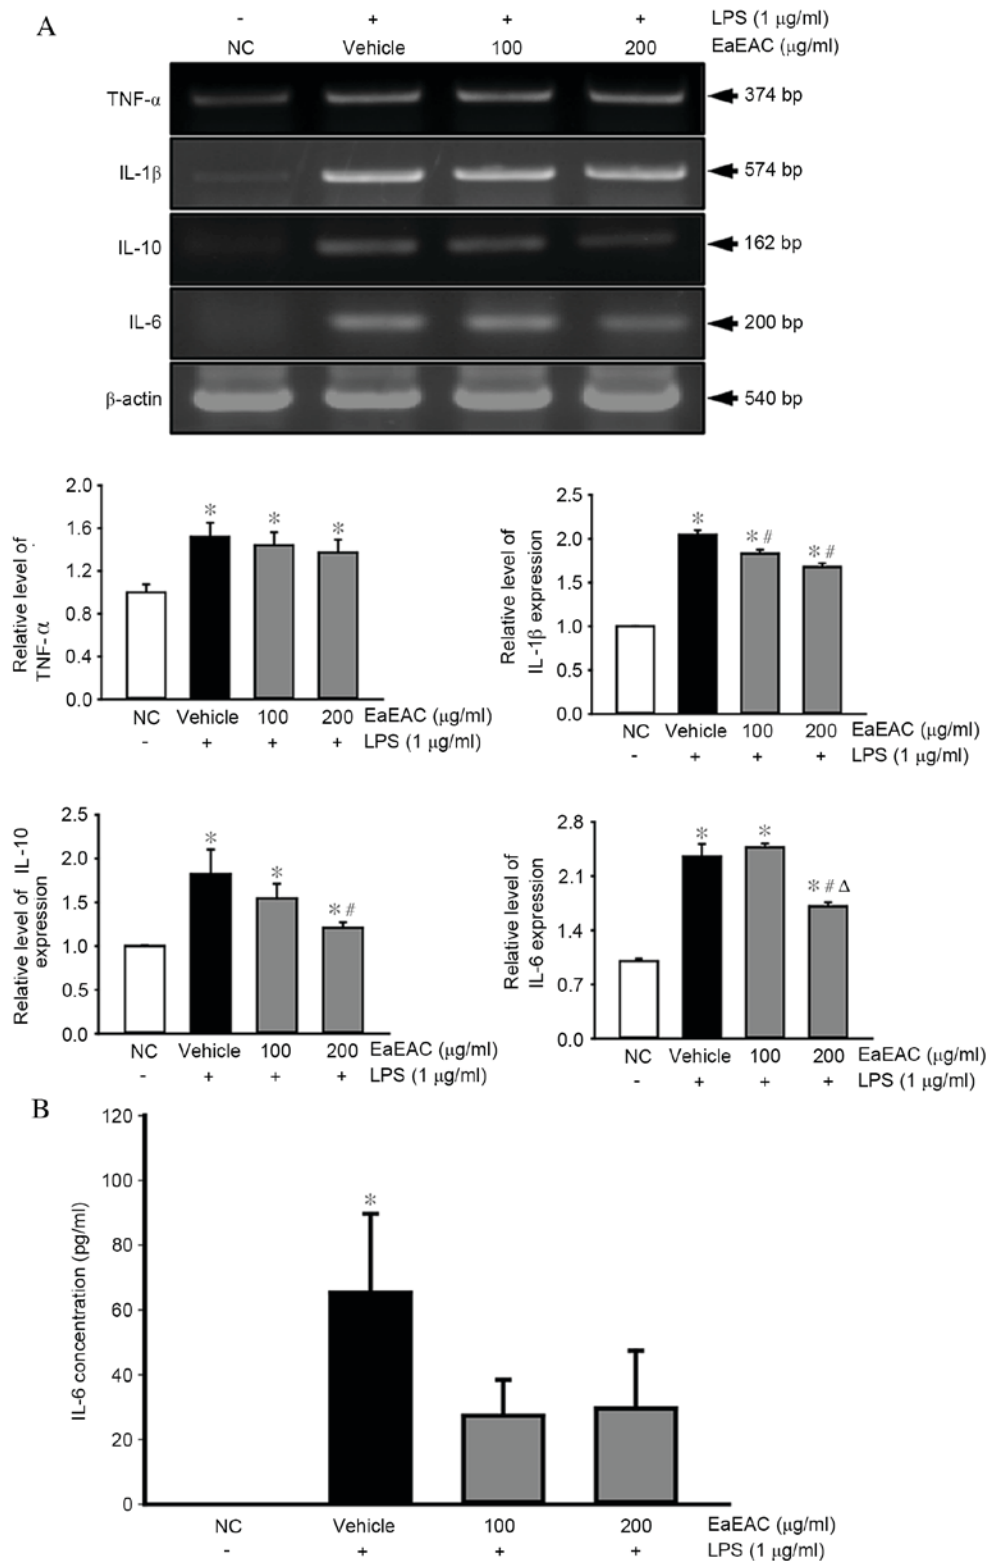 A
- + + + LPS (1 μg/ml)
NC Vehicle 100 200 EaEAC (μg/ml)
TNF-α 374 bp
IL-1β 574 bp
IL-10 162 bp
IL-6 200 bp
β-actin 540 bp
Relative level of
TNF-α
2.0
1.6
1.2
0.8
0.4
0.0
* * *
NC Vehicle 100 200 EaEAC (μg/ml)
- + + + LPS (1 μg/ml)
Relative level of
IL-1β expression
2.5
2.0
1.5
1.0
0.5
0.0
* *# *#
NC Vehicle 100 200 EaEAC (μg/ml)
- + + + LPS (1 μg/ml)
Relative level of IL-10
expression
2.5
2.0
1.5
1.0
0.5
0.0
* * *#
NC Vehicle 100 200 EaEAC (μg/ml)
- + + + LPS (1 μg/ml)
Relative level of
IL-6 expression
2.8
2.1
1.4
0.7
0.0
* * *#Δ
NC Vehicle 100 200 EaEAC (μg/ml)
- + + + LPS (1 μg/ml)
B
IL-6 concentration (pg/ml)
120
100
80
60
40
20
0
*
NC Vehicle 100 200 EaEAC (μg/ml)
- + + + LPS (1 μg/ml)